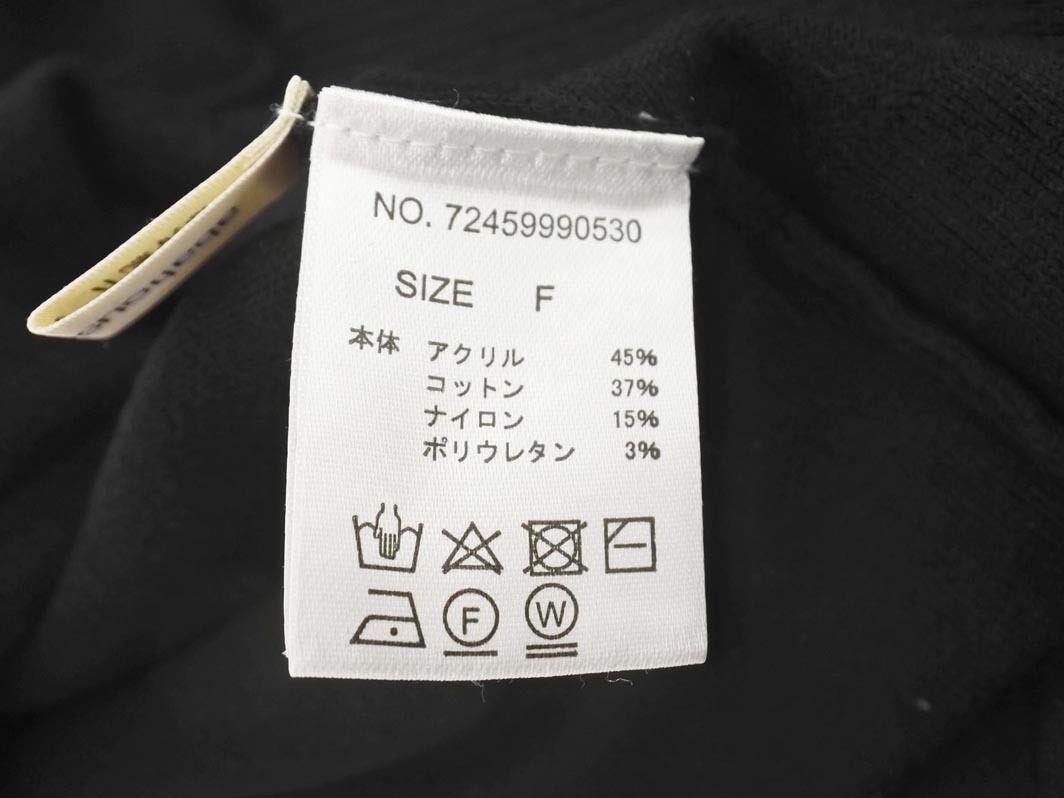 NO. 72459990530
SIZE F
本体 アクリル 45%
コットン 37%
ナイロン 15%
ポリウレタン 3%
F W